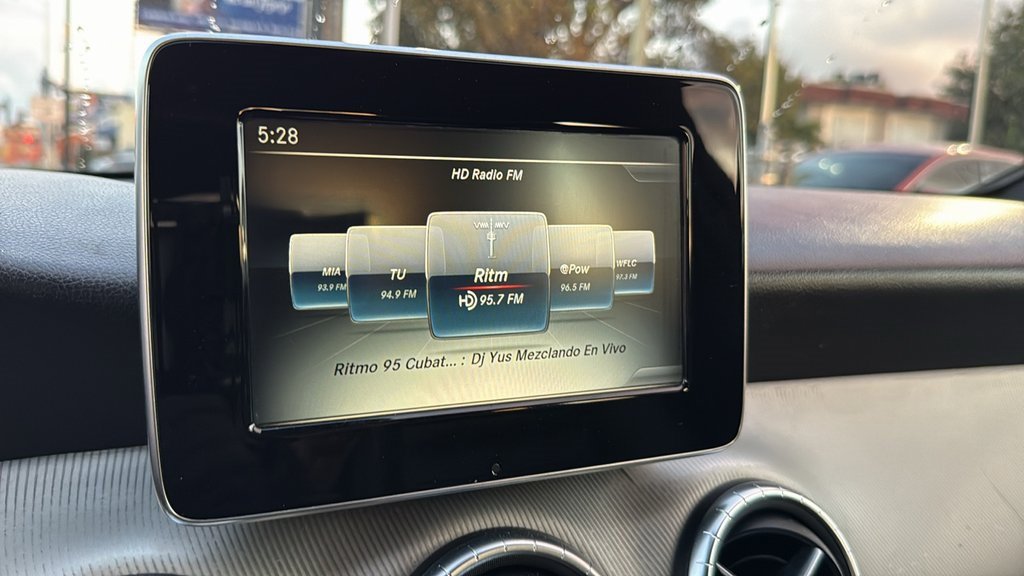 5:28
HD Radio FM
MIA
93.9 FM
TU
94.9 FM
Ritm
HD 95.7 FM
@Pow
96.5 FM
WFLC
97.3 FM
Ritmo 95 Cubat... : Dj Yus Mezclando En Vivo